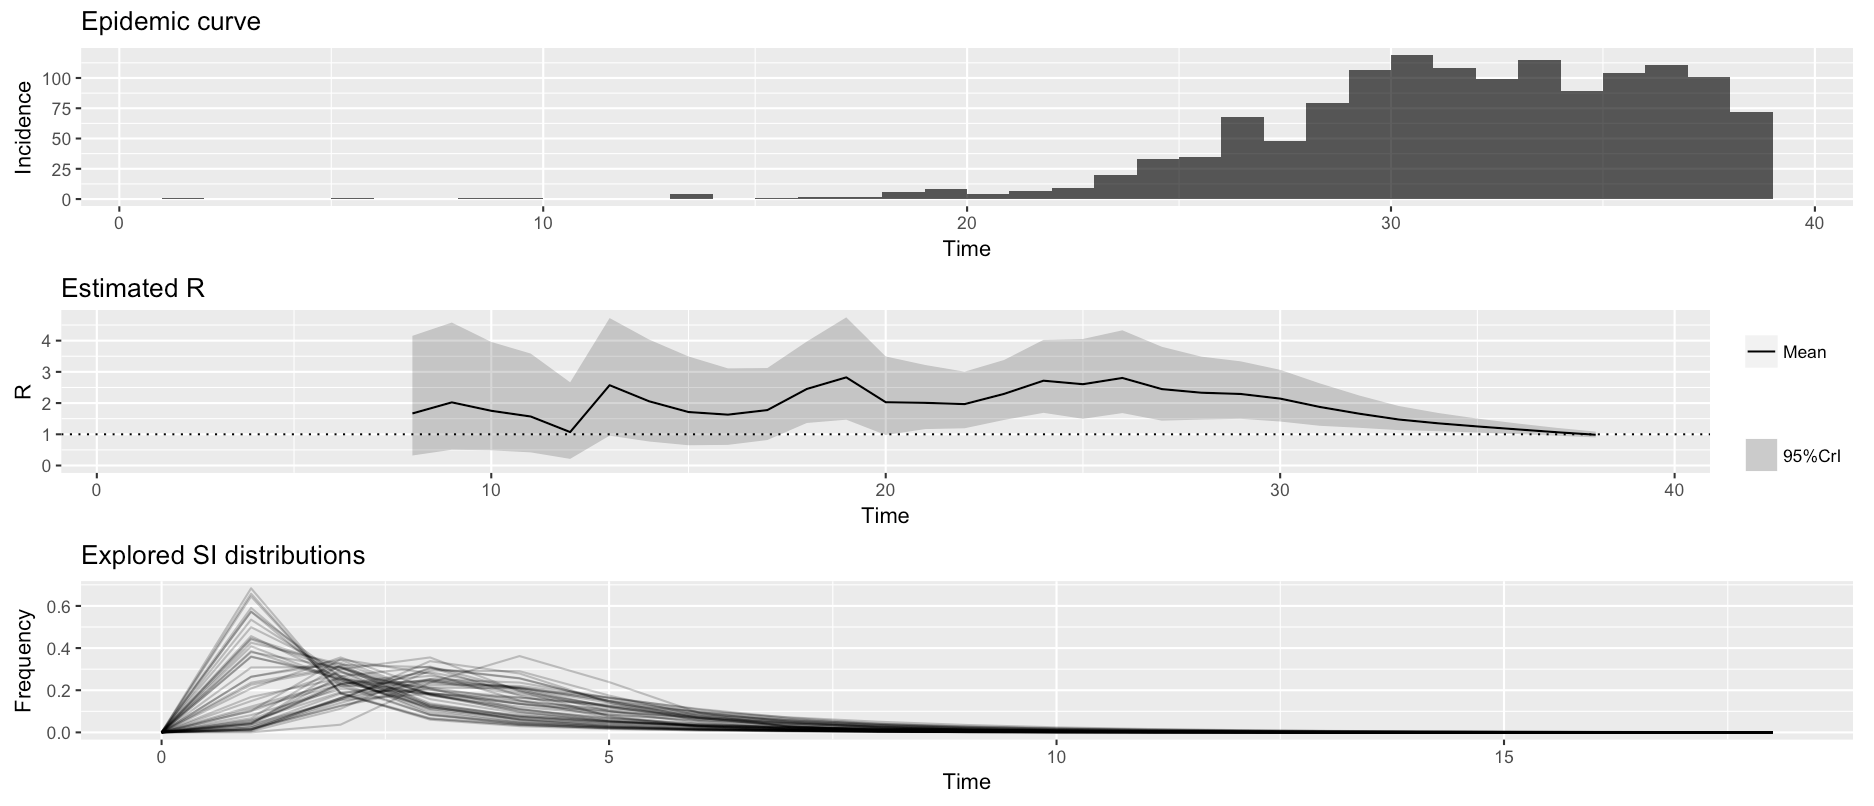 Epidemic curve
100
75
50
25
0
Incidence
0 10 20 30 40
Time
Estimated R
4
3
2
1
0
R
Mean
95%CrI
0 10 20 30 40
Time
Explored SI distributions
0.6
0.4
0.2
0.0
Frequency
0 5 10 15
Time